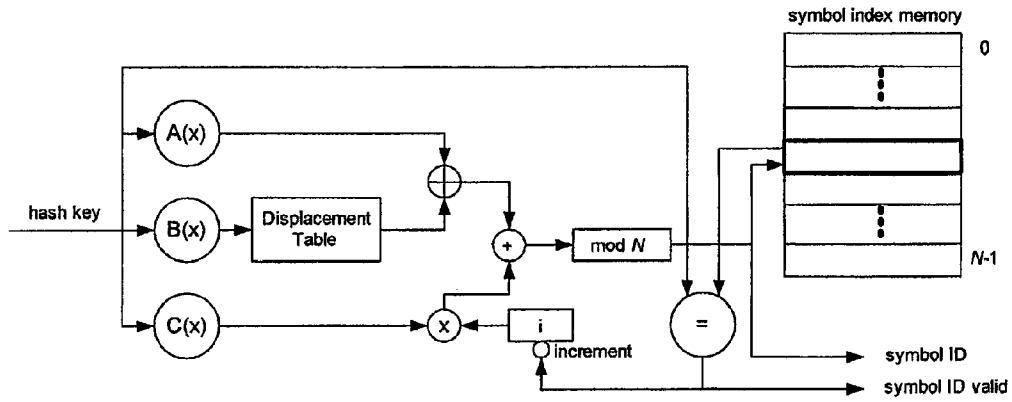 symbol index memory
0
A(x)
hash key
B(x)
Displacement
Table
+
mod N
N-1
C(x)
x
i
increment
=
symbol ID
symbol ID valid